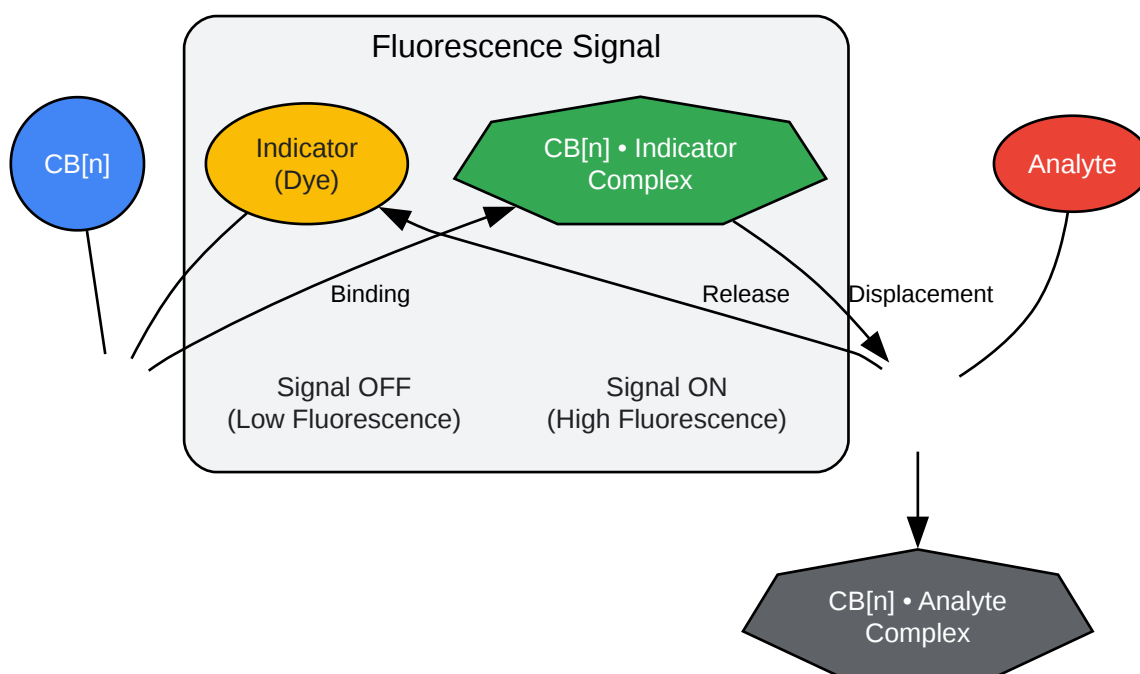 Fluorescence Signal
CB[n]
Indicator
(Dye)
CB[n] • Indicator
Complex
Analyte
Binding
Release
Displacement
Signal OFF
(Low Fluorescence)
Signal ON
(High Fluorescence)
CB[n] • Analyte
Complex